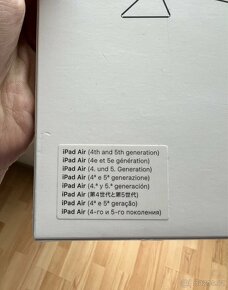 iPad Air (4th and 5th generation)
iPad Air (4e et 5e génération)
iPad Air (4. und 5. Generation)
iPad Air (4ª e 5ª generazione)
iPad Air (4.ª y 5.ª generación)
iPad Air (第4世代と第5世代)
iPad Air (4ª e 5ª geração)
iPad Air (4-го и 5-го поколения)